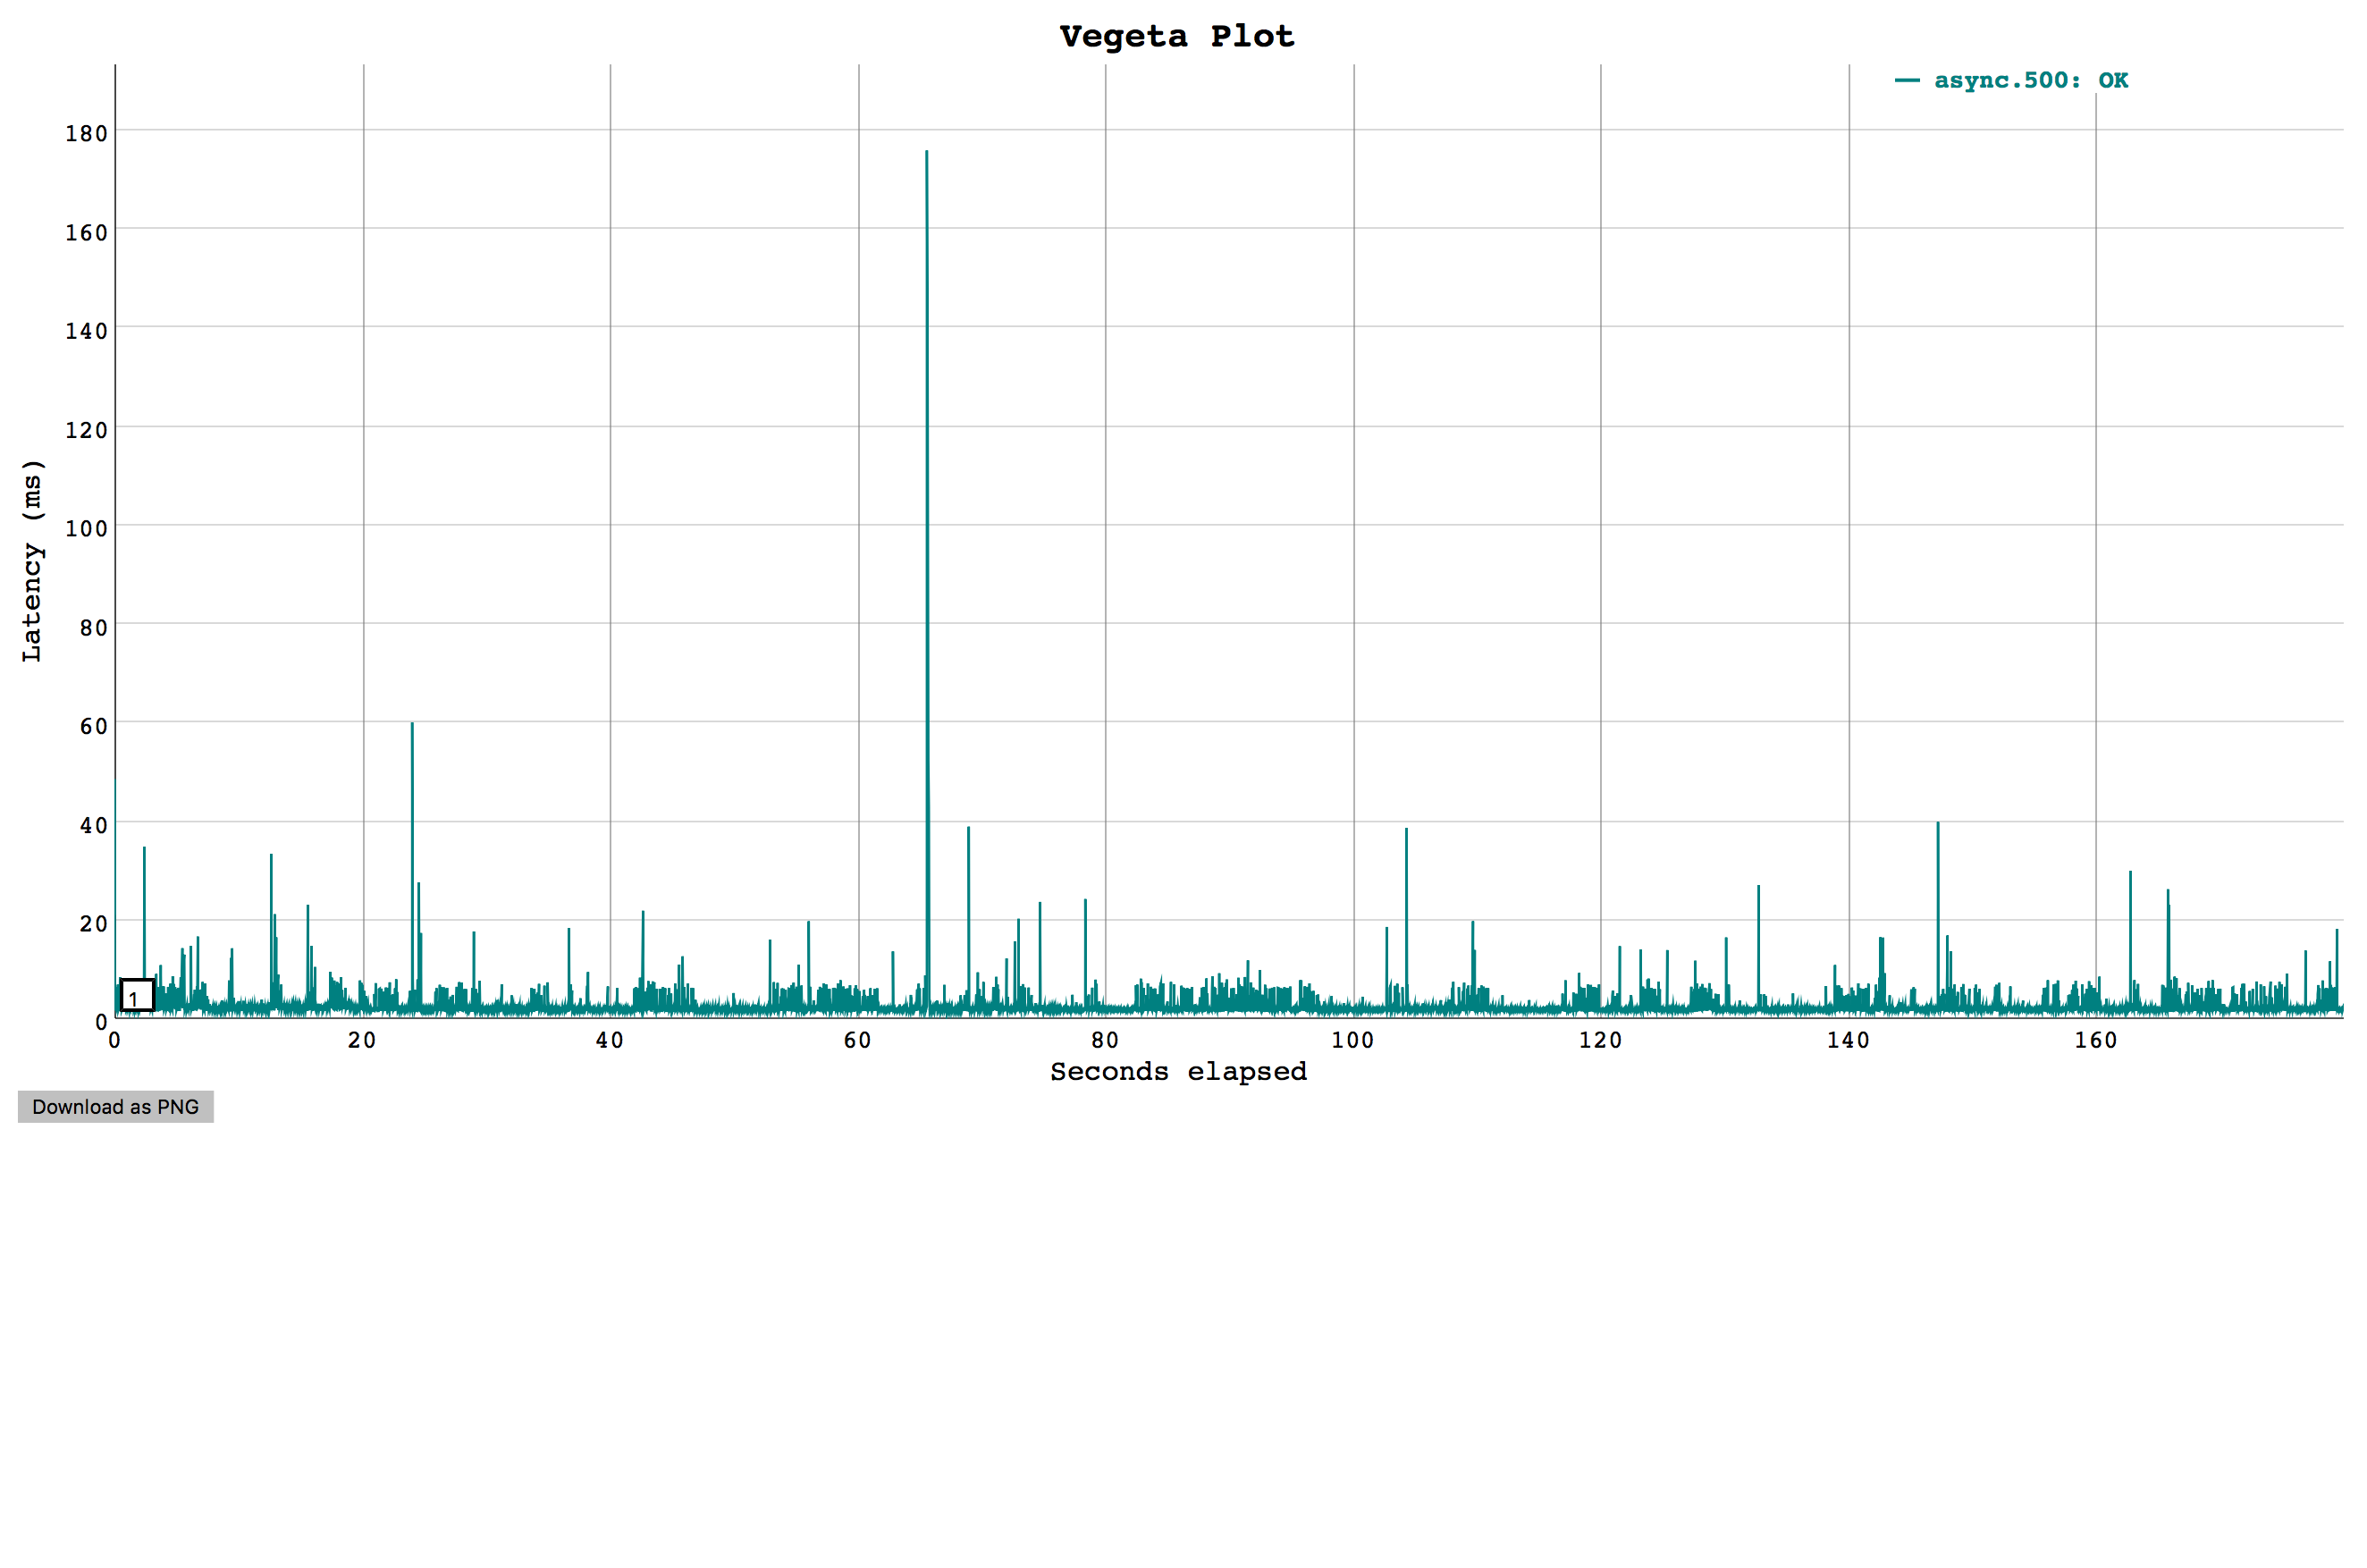 Vegeta Plot
async.500: OK
180
160
140
120
100
80
60
40
20
0
Latency (ms)
1
0 20 40 60 80 100 120 140 160
Seconds elapsed
Download as PNG